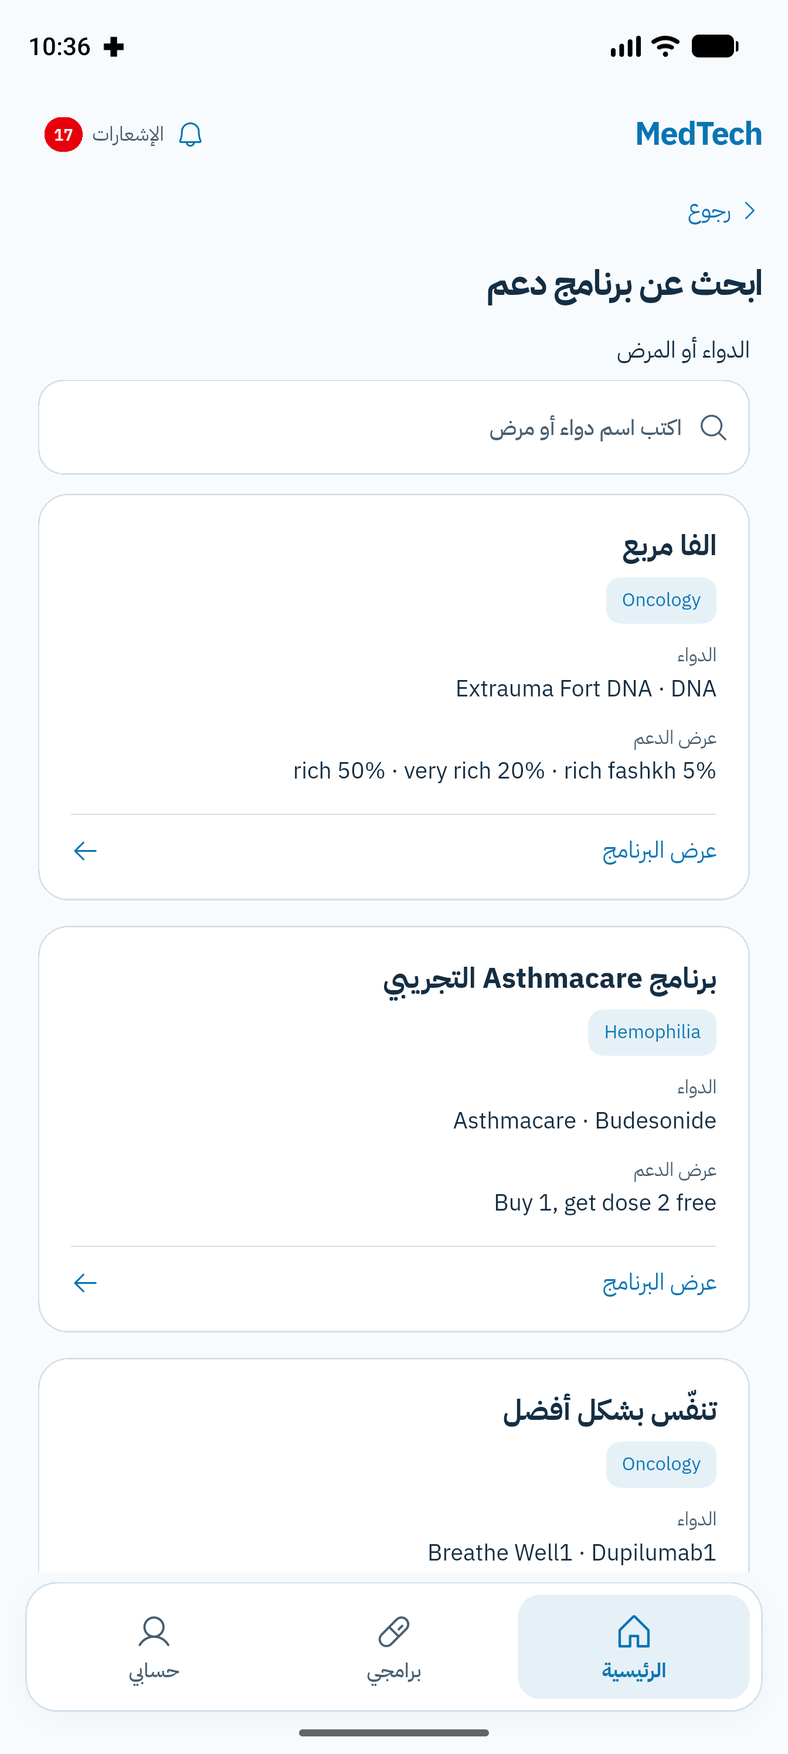 10:36
MedTech
الإشعارات 17
رجوع
ابحث عن برنامج دعم
الدواء أو المرض
اكتب اسم دواء أو مرض
الفا مربع
Oncology
الدواء
Extrauma Fort DNA · DNA
عرض الدعم
rich 50% · very rich 20% · rich fashkh 5%
عرض البرنامج
برنامج Asthmacare التجريبي
Hemophilia
الدواء
Asthmacare · Budesonide
عرض الدعم
Buy 1, get dose 2 free
عرض البرنامج
تنفّس بشكل أفضل
Oncology
الدواء
Breathe Well1 · Dupilumab1
الرئيسية
برامجي
حسابي